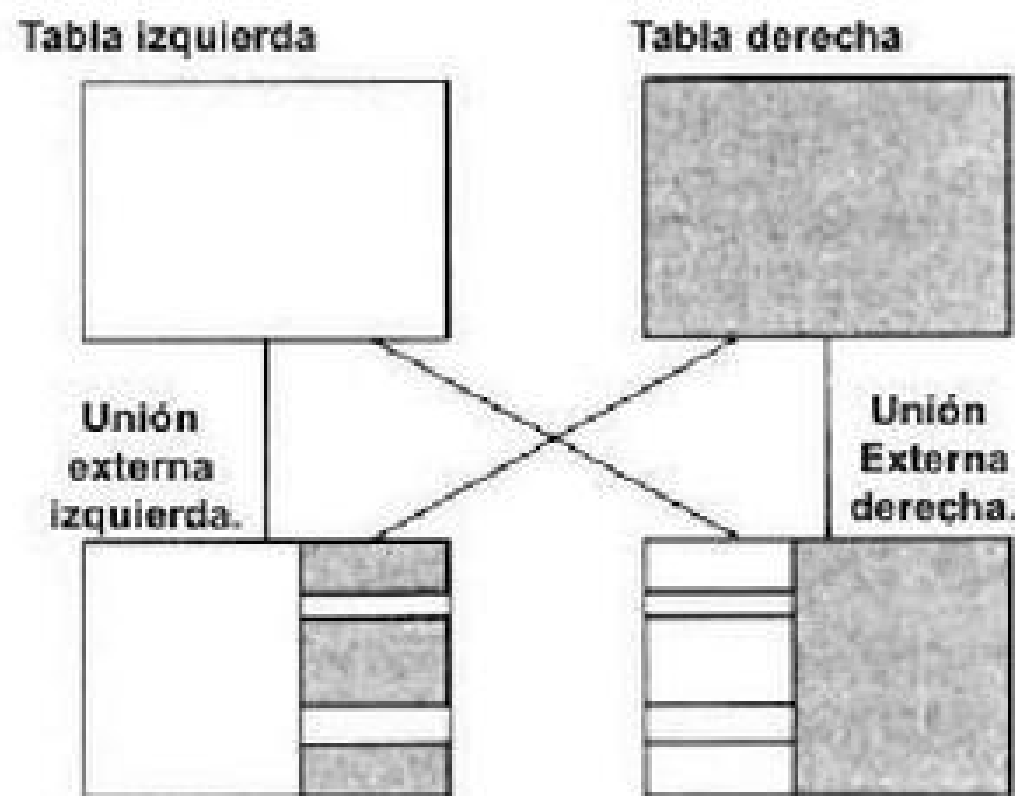 Tabla izquierda
Tabla derecha
Unión
externa
izquierda.
Unión
Externa
derecha.